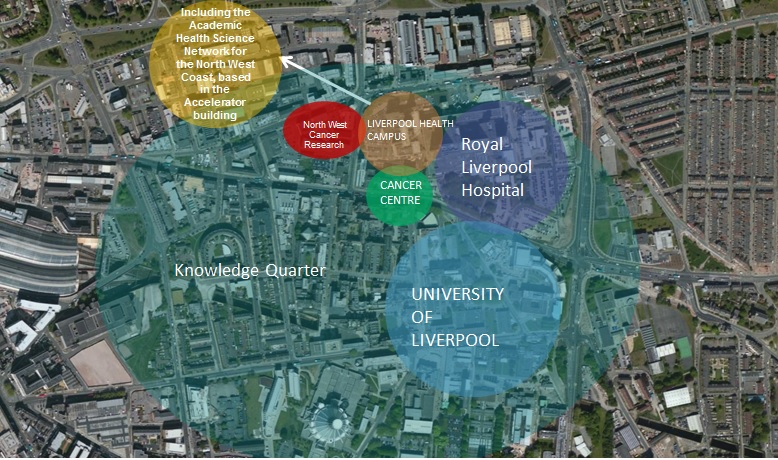 Including the
Academic
Health Science
Network for
the North West
Coast, based
in the
Accelerator
building
North West
Cancer
Research
LIVERPOOL HEALTH
CAMPUS
Royal
Liverpool
Hospital
CANCER
CENTRE
Knowledge Quarter
UNIVERSITY
OF
LIVERPOOL